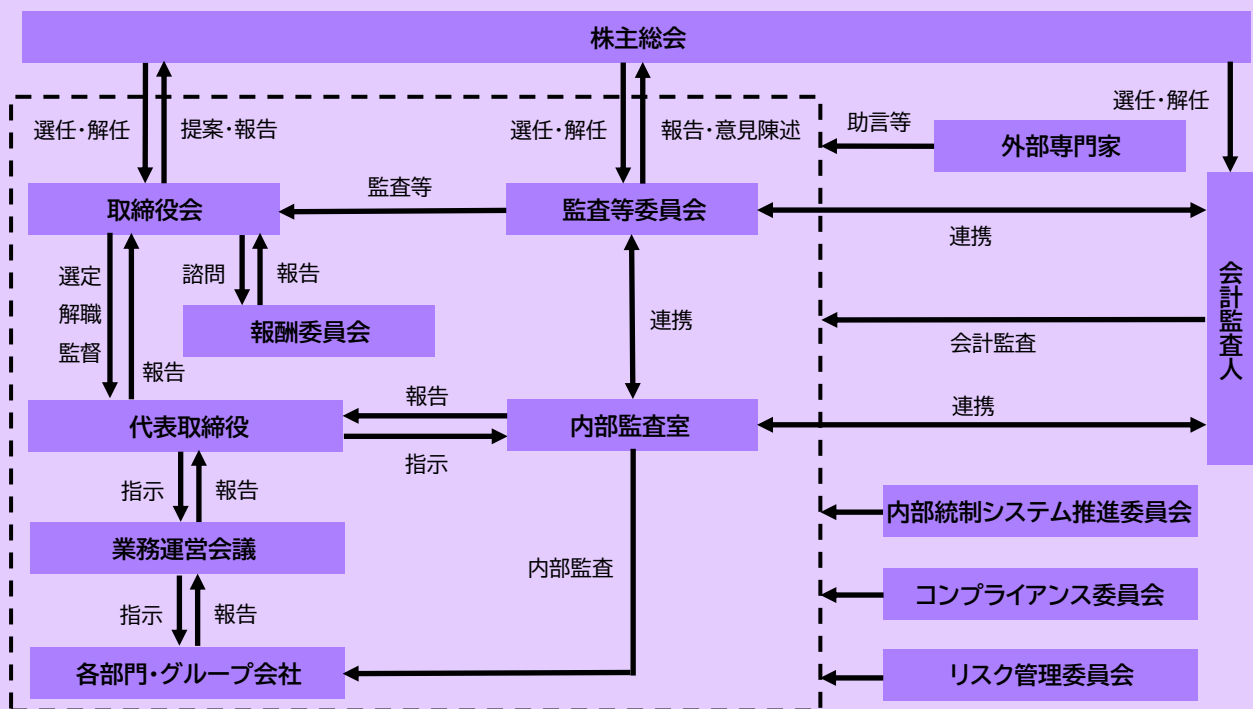 株主総会
選任・解任
提案・報告
選任・解任
報告・意見陳述
助言等
選任・解任
外部専門家
取締役会
監査等
監査等委員会
連携
会計監査人
選定
解職
監督
諮問
報告
報酬委員会
連携
会計監査
報告
代表取締役
報告
指示
内部監査室
連携
指示
報告
内部統制システム推進委員会
業務運営会議
内部監査
コンプライアンス委員会
指示
報告
各部門・グループ会社
リスク管理委員会